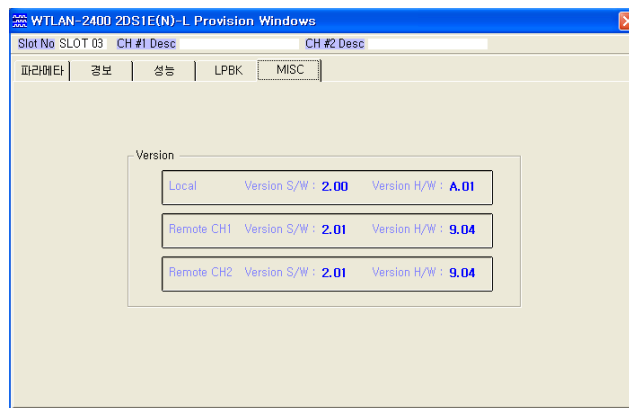 WTLAN-2400 2DS1E(N)-L Provision Windows
Slot No SLOT 03 CH #1 Desc CH #2 Desc
파라메타 경보 성능 LPBK MISC
Version
Local Version S/W : 2.00 Version H/W : A.01
Remote CH1 Version S/W : 2.01 Version H/W : 9.04
Remote CH2 Version S/W : 2.01 Version H/W : 9.04